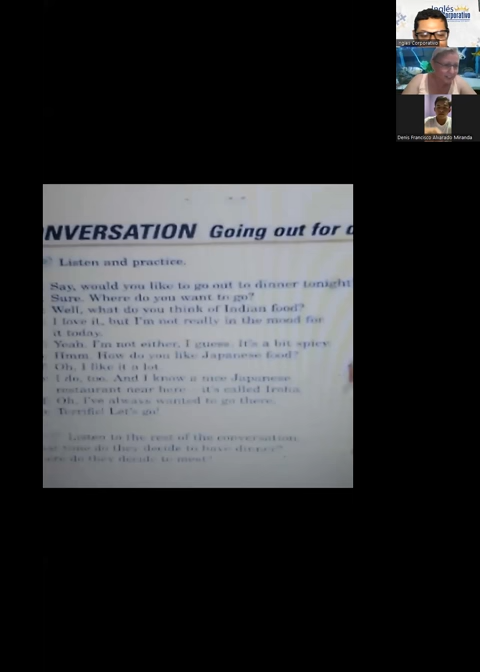 Inglés
Corporativo
Inglés Corporativo
Denis Francisco Alvarado Miranda
NVERSATION Going out for d
Listen and practice.
Say, would you like to go out to dinner tonight
Sure. Where do you want to go?
Well, what do you think of Indian food?
I love it, but I'm not really in the mood for
it today.
Yeah. I'm not either, I guess. It's a bit spicy.
Hmm. How do you like Japanese food?
Oh, I like it a lot.
I do, too. And I know a nice Japanese
restaurant near here – it's called Iroha.
Oh, I've always wanted to go there.
Terrific! Let's go!
Listen to the rest of the conversation.
time do they decide to have dinner?
do they decide to meet?